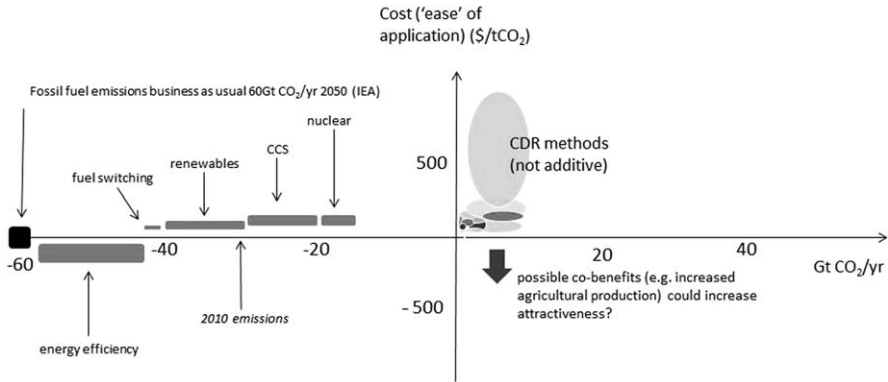 Cost ('ease' of
application) ($/tCO₂)
Fossil fuel emissions business as usual 60Gt CO₂/yr 2050 (IEA)
nuclear
CCS
renewables
fuel switching
CDR methods
(not additive)
500
-60
-40
-20
20
40
Gt CO₂/yr
possible co-benefits (e.g. increased
agricultural production) could increase
attractiveness?
- 500
2010 emissions
energy efficiency